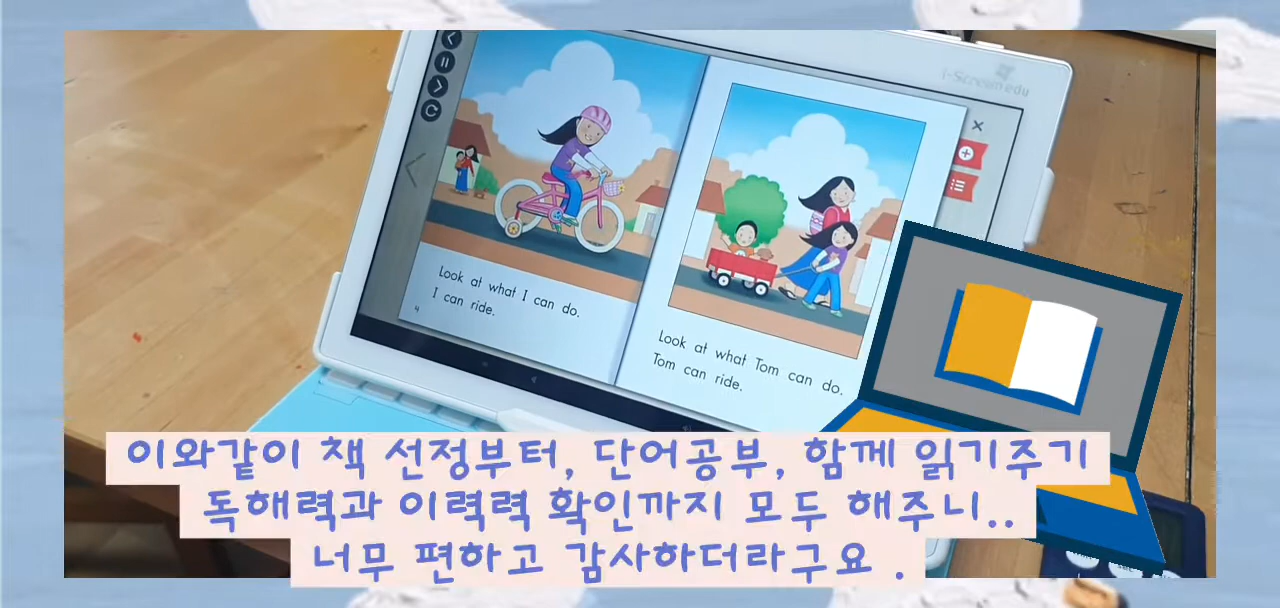 i-Scream edu
Look at what I can do.
I can ride.
4
Look at what Tom can do.
Tom can ride.
이와같이 책 선정부터, 단어공부, 함께 읽기주기
독해력과 이력력 확인까지 모두 해주니..
너무 편하고 감사하더라구요 .